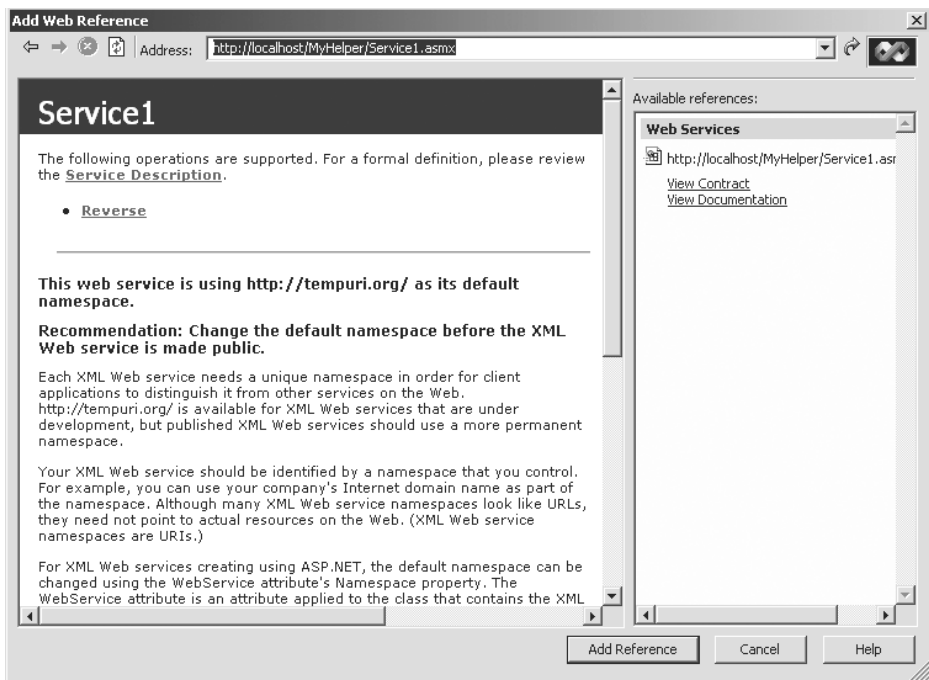 Add Web Reference
Address: http://localhost/MyHelper/Service1.asmx
Service1
The following operations are supported. For a formal definition, please review
the Service Description.
• Reverse
This web service is using http://tempuri.org/ as its default
namespace.
Recommendation: Change the default namespace before the XML
Web service is made public.
Each XML Web service needs a unique namespace in order for client
applications to distinguish it from other services on the Web.
http://tempuri.org/ is available for XML Web services that are under
development, but published XML Web services should use a more permanent
namespace.
Your XML Web service should be identified by a namespace that you control.
For example, you can use your company's Internet domain name as part of
the namespace. Although many XML Web service namespaces look like URLs,
they need not point to actual resources on the Web. (XML Web service
namespaces are URIs.)
For XML Web services creating using ASP.NET, the default namespace can be
changed using the WebService attribute's Namespace property. The
WebService attribute is an attribute applied to the class that contains the XML
Available references:
Web Services
http://localhost/MyHelper/Service1.asr
View Contract
View Documentation
Add Reference
Cancel
Help